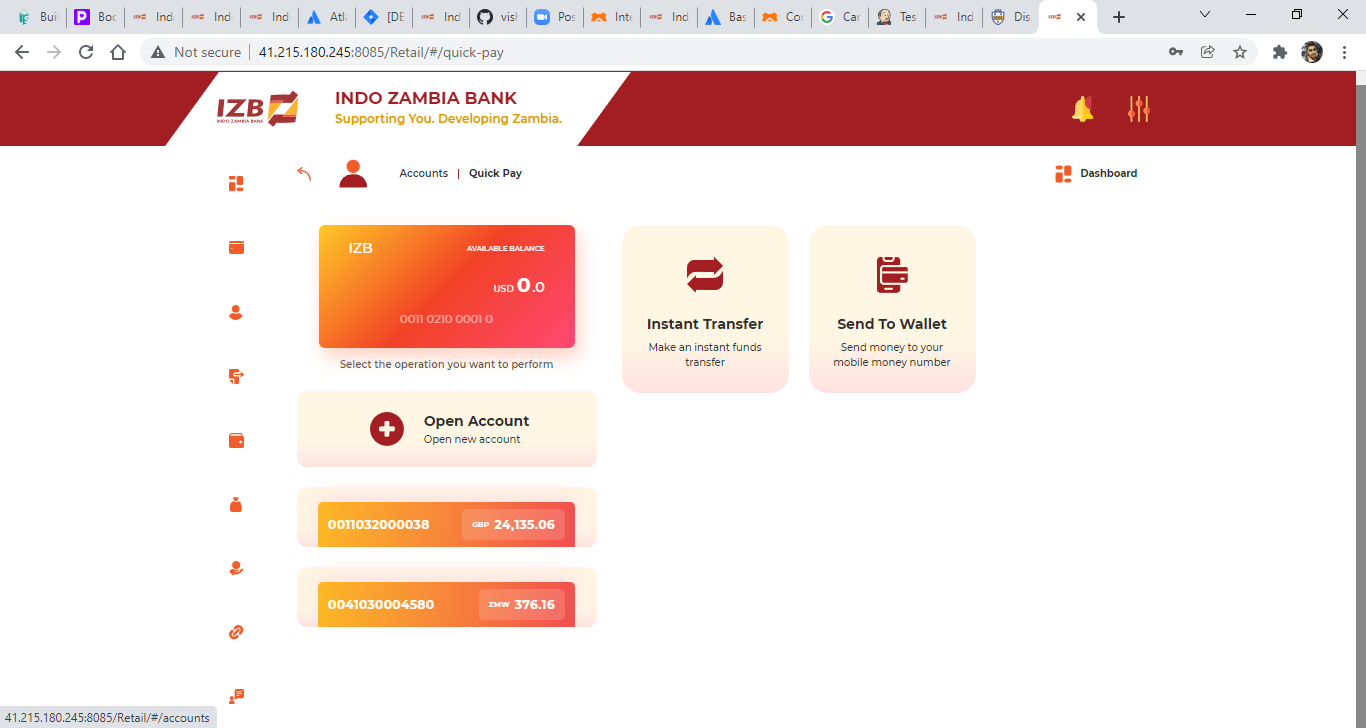 Buil
Boc
Ind
Ind
Ind
Atla
[DE
Ind
visl
Pos
Inte
Ind
Bas
Cor
Car
Tes
Ind
Dis
Not secure
41.215.180.245:8085/Retail/#/quick-pay
IZB
INDO ZAMBIA BANK
INDO ZAMBIA BANK
Supporting You. Developing Zambia.
Accounts | Quick Pay
Dashboard
IZB
AVAILABLE BALANCE
USD 0.0
0011 0210 0001 0
Select the operation you want to perform
Instant Transfer
Make an instant funds
transfer
Send To Wallet
Send money to your
mobile money number
Open Account
Open new account
0011032000038
GBP 24,135.06
0041030004580
ZMW 376.16
41.215.180.245:8085/Retail/#/accounts